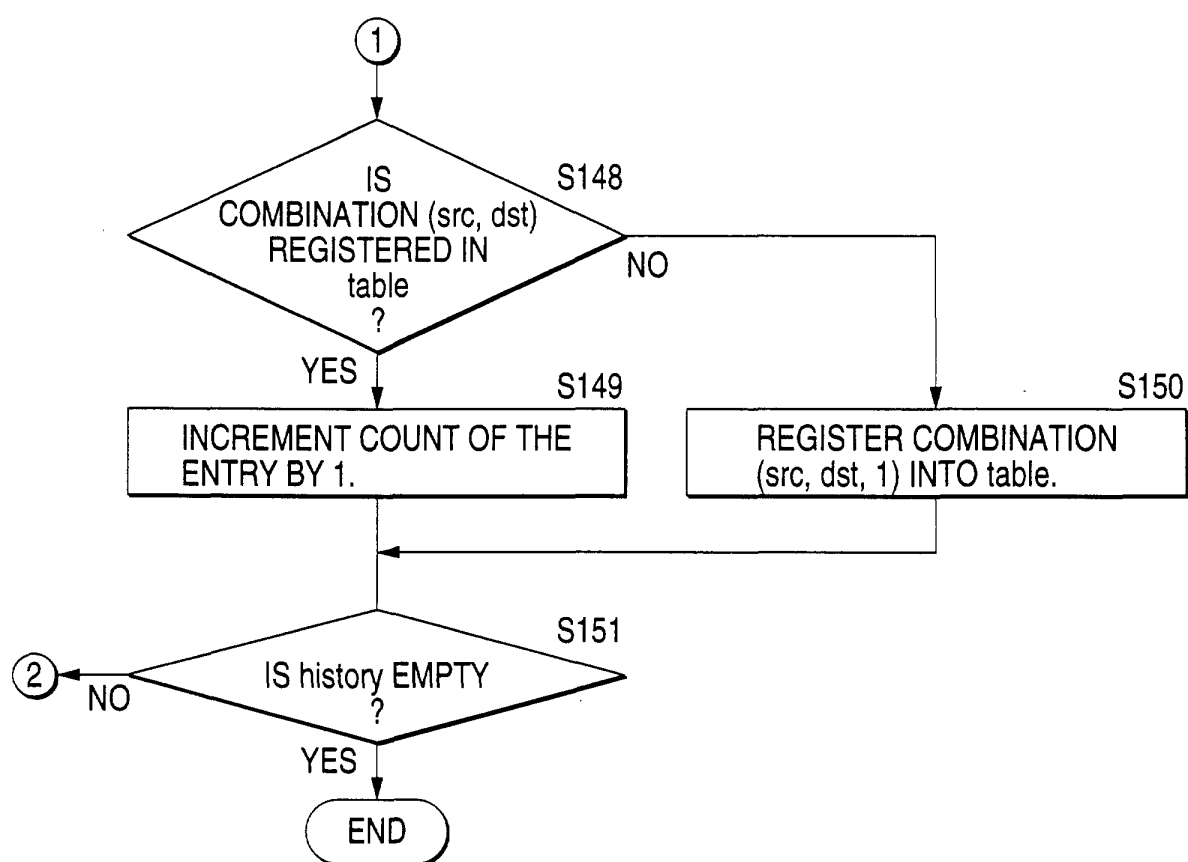 1
IS
COMBINATION (src, dst)
REGISTERED IN
table
?
S148
NO
YES
S149
INCREMENT COUNT OF THE
ENTRY BY 1.
S150
REGISTER COMBINATION
(src, dst, 1) INTO table.
S151
IS history EMPTY
?
2
NO
YES
END